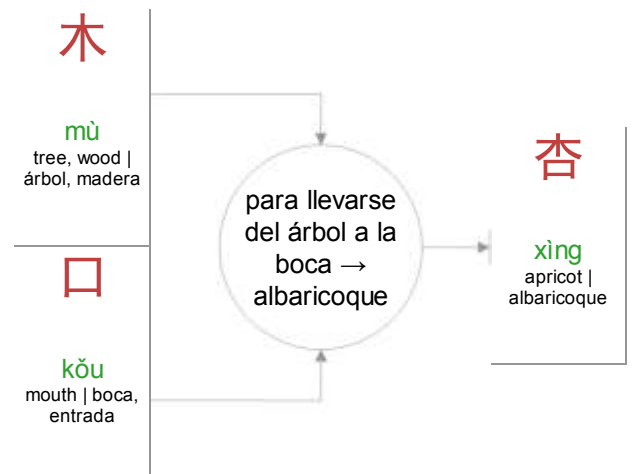 木
mù
tree, wood |
árbol, madera
口
kǒu
mouth | boca,
entrada
para llevarse
del árbol a la
boca →
albaricoque
杏
xìng
apricot |
albaricoque